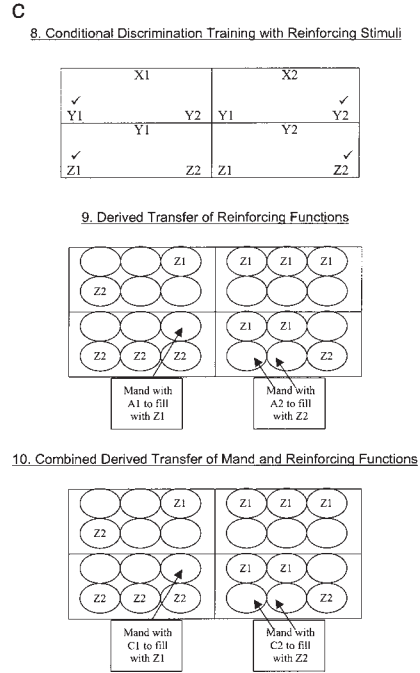 C
8. Conditional Discrimination Training with Reinforcing Stimuli
X1 X2
✓ ✓
Y1 Y2 Y1 Y2
Y1 Y2
✓ ✓
Z1 Z2 Z1 Z2
9. Derived Transfer of Reinforcing Functions
Z1 Z1 Z1 Z1
Z2
Z1 Z1
Z2 Z2 Z2 Z2
Mand with
A1 to fill
with Z1
Mand with
A2 to fill
with Z2
10. Combined Derived Transfer of Mand and Reinforcing Functions
Z1 Z1 Z1 Z1
Z2
Z1 Z1
Z2 Z2 Z2 Z2
Mand with
C1 to fill
with Z1
Mand with
C2 to fill
with Z2